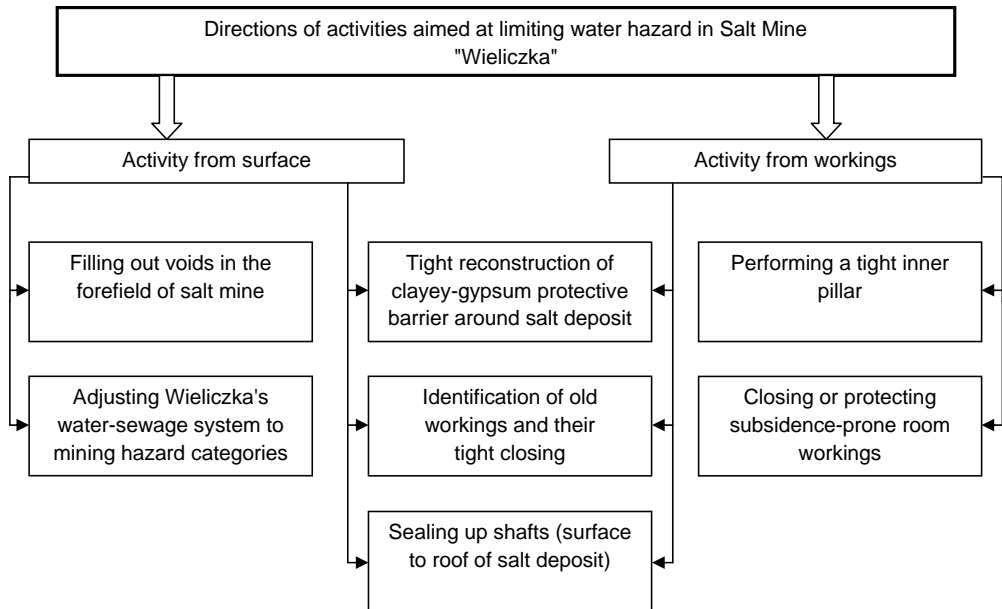 Directions of activities aimed at limiting water hazard in Salt Mine
"Wieliczka"
Activity from surface
Activity from workings
Filling out voids in the
forefield of salt mine
Tight reconstruction of
clayey-gypsum protective
barrier around salt deposit
Performing a tight inner
pillar
Adjusting Wieliczka's
water-sewage system to
mining hazard categories
Identification of old
workings and their
tight closing
Closing or protecting
subsidence-prone room
workings
Sealing up shafts (surface
to roof of salt deposit)